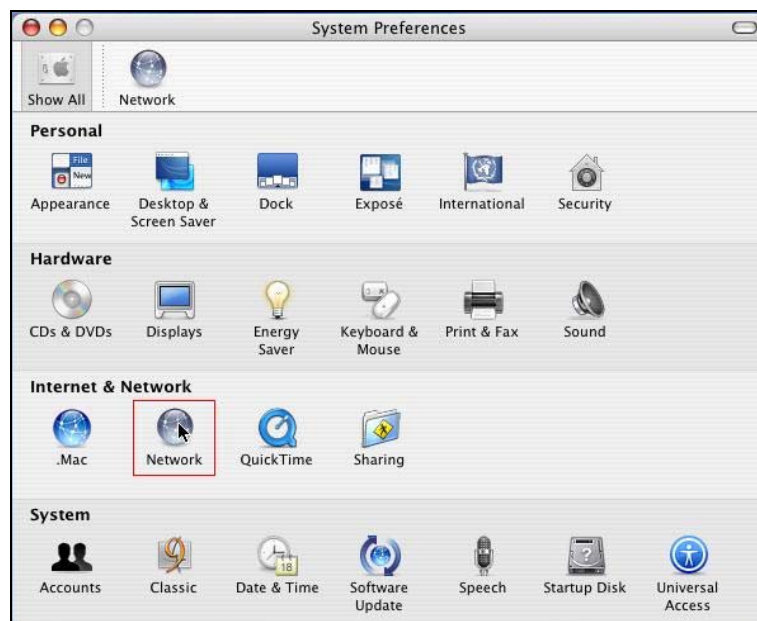 System Preferences
Show All
Network
Personal
File
New
Appearance
Desktop &
Screen Saver
Dock
Exposé
International
Security
Hardware
CDs & DVDs
Displays
Energy
Saver
Keyboard &
Mouse
Print & Fax
Sound
Internet & Network
.Mac
Network
QuickTime
Sharing
System
Accounts
Classic
18
Date & Time
Software
Update
Speech
?
Startup Disk
Universal
Access